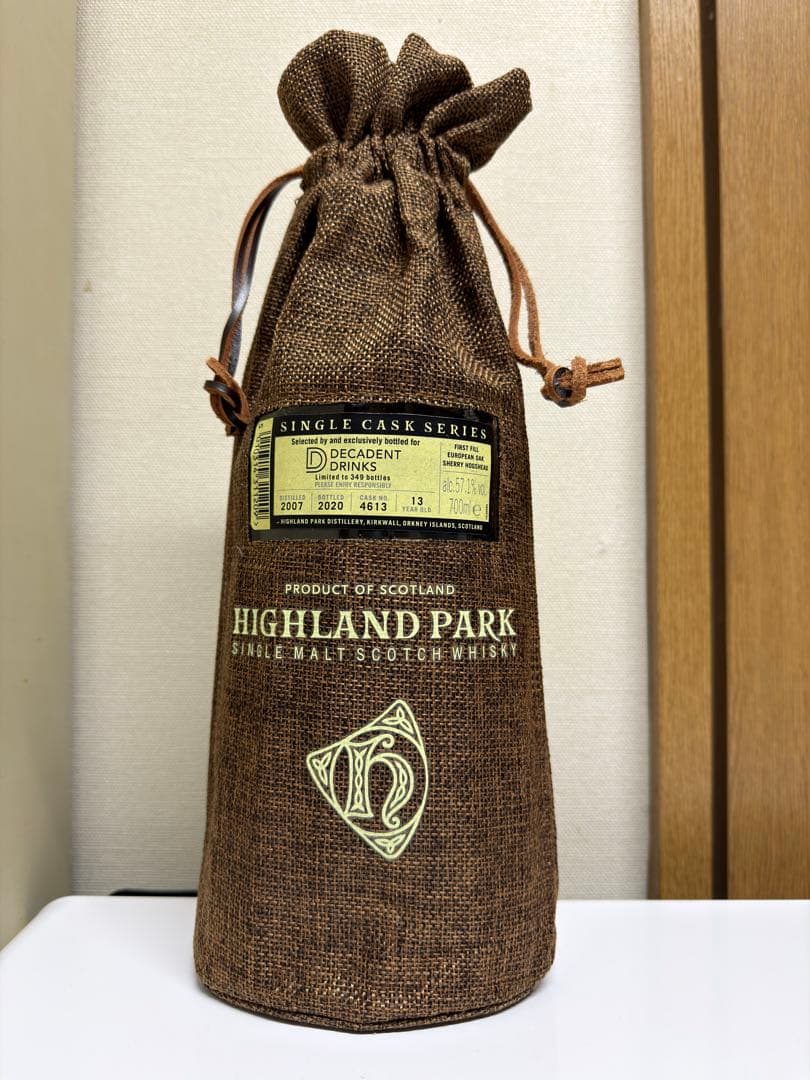 SINGLE CASK SERIES
Selected by and exclusively bottled for
DECADENT
DRINKS
Limited to 349 bottles
PLEASE ENJOY RESPONSIBLY
DISTILLED
2007
BOTTLED
2020
CASK NO.
4613
13
YEAR OLD
FIRST FILL
EUROPEAN OAK
SHERRY HOGSHEAD
alc.57.1% vol
700ml e
- HIGHLAND PARK DISTILLERY, KIRKWALL, ORKNEY ISLANDS, SCOTLAND
PRODUCT OF SCOTLAND
HIGHLAND PARK
SINGLE MALT SCOTCH WHISKY
H